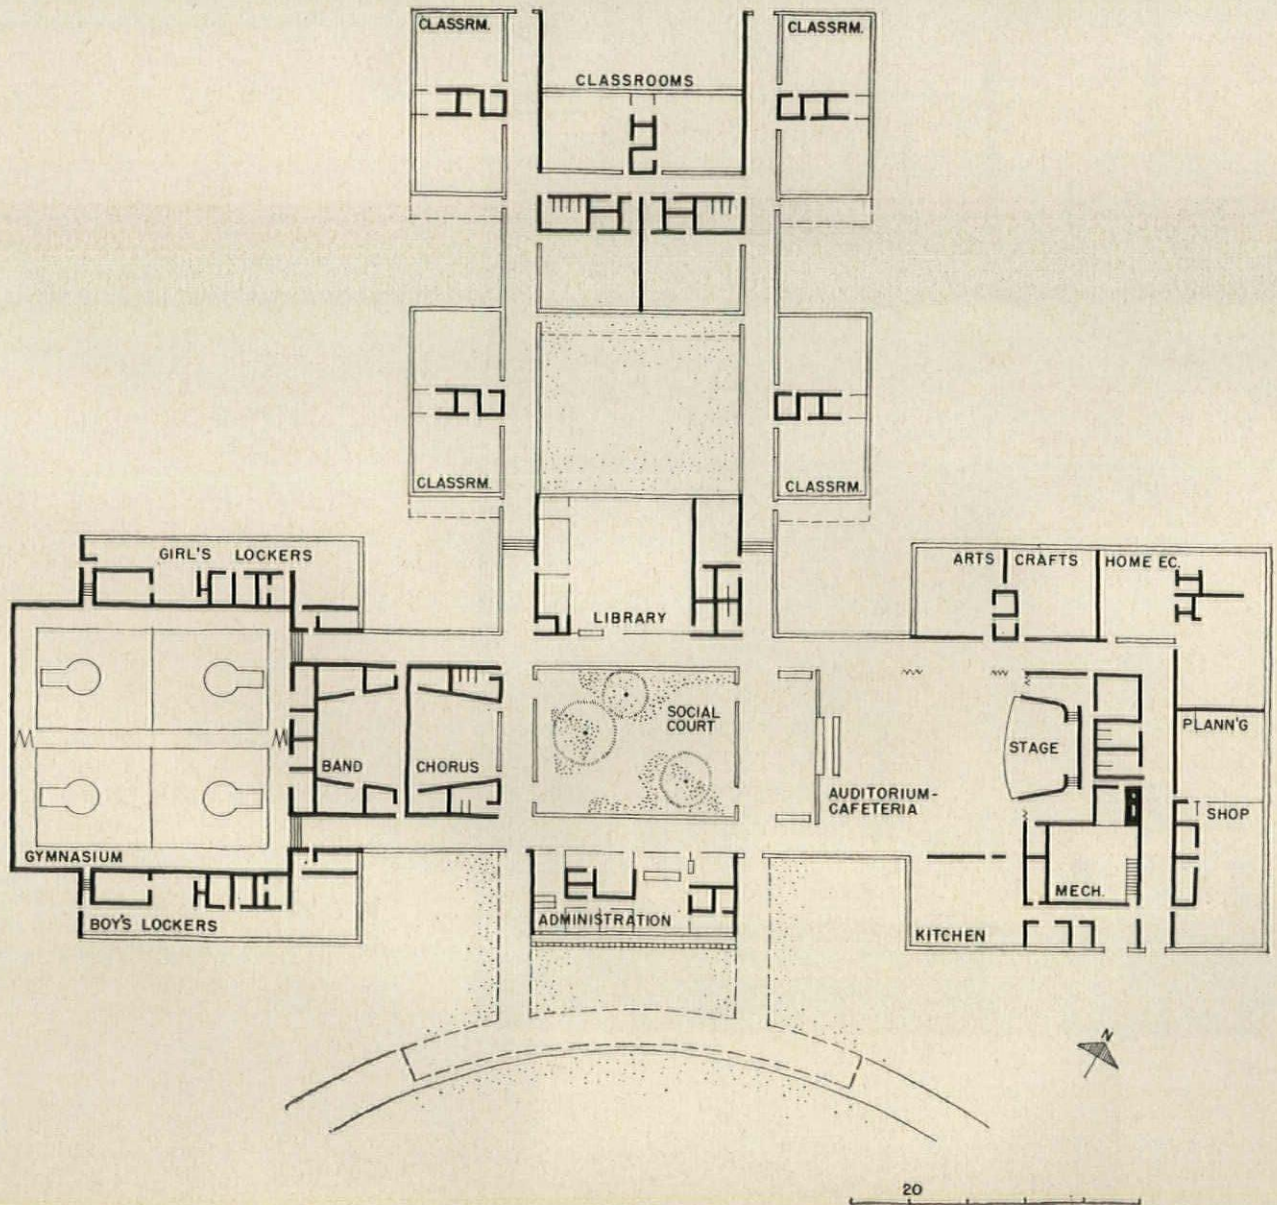 CLASSRM.
CLASSRM.
CLASSROOMS
CLASSRM.
CLASSRM.
GIRL'S LOCKERS
ARTS
CRAFTS
HOME EC.
LIBRARY
SOCIAL
COURT
PLANN'G
STAGE
BAND
CHORUS
AUDITORIUM-
CAFETERIA
SHOP
GYMNASIUM
MECH.
BOY'S LOCKERS
ADMINISTRATION
KITCHEN
N
20